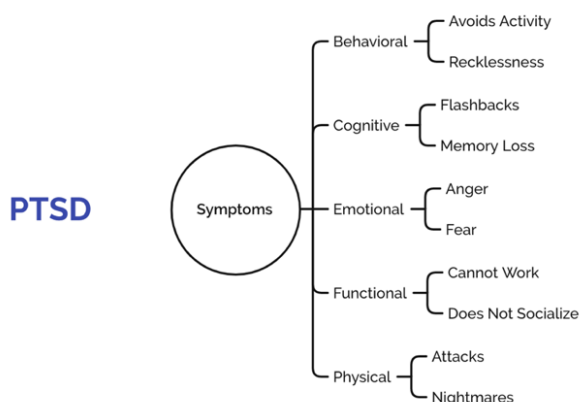 PTSD
Symptoms
Behavioral
Avoids Activity
Recklessness
Cognitive
Flashbacks
Memory Loss
Emotional
Anger
Fear
Functional
Cannot Work
Does Not Socialize
Physical
Attacks
Nightmares